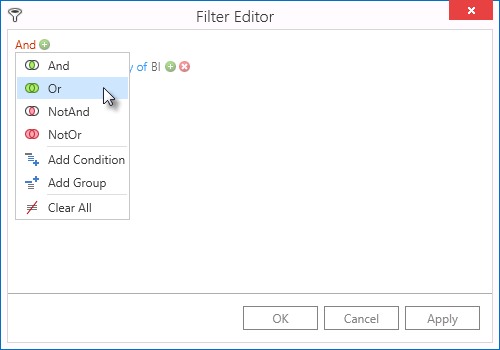 Filter Editor
And
And
y of BI
Or
NotAnd
NotOr
Add Condition
Add Group
Clear All
OK Cancel Apply